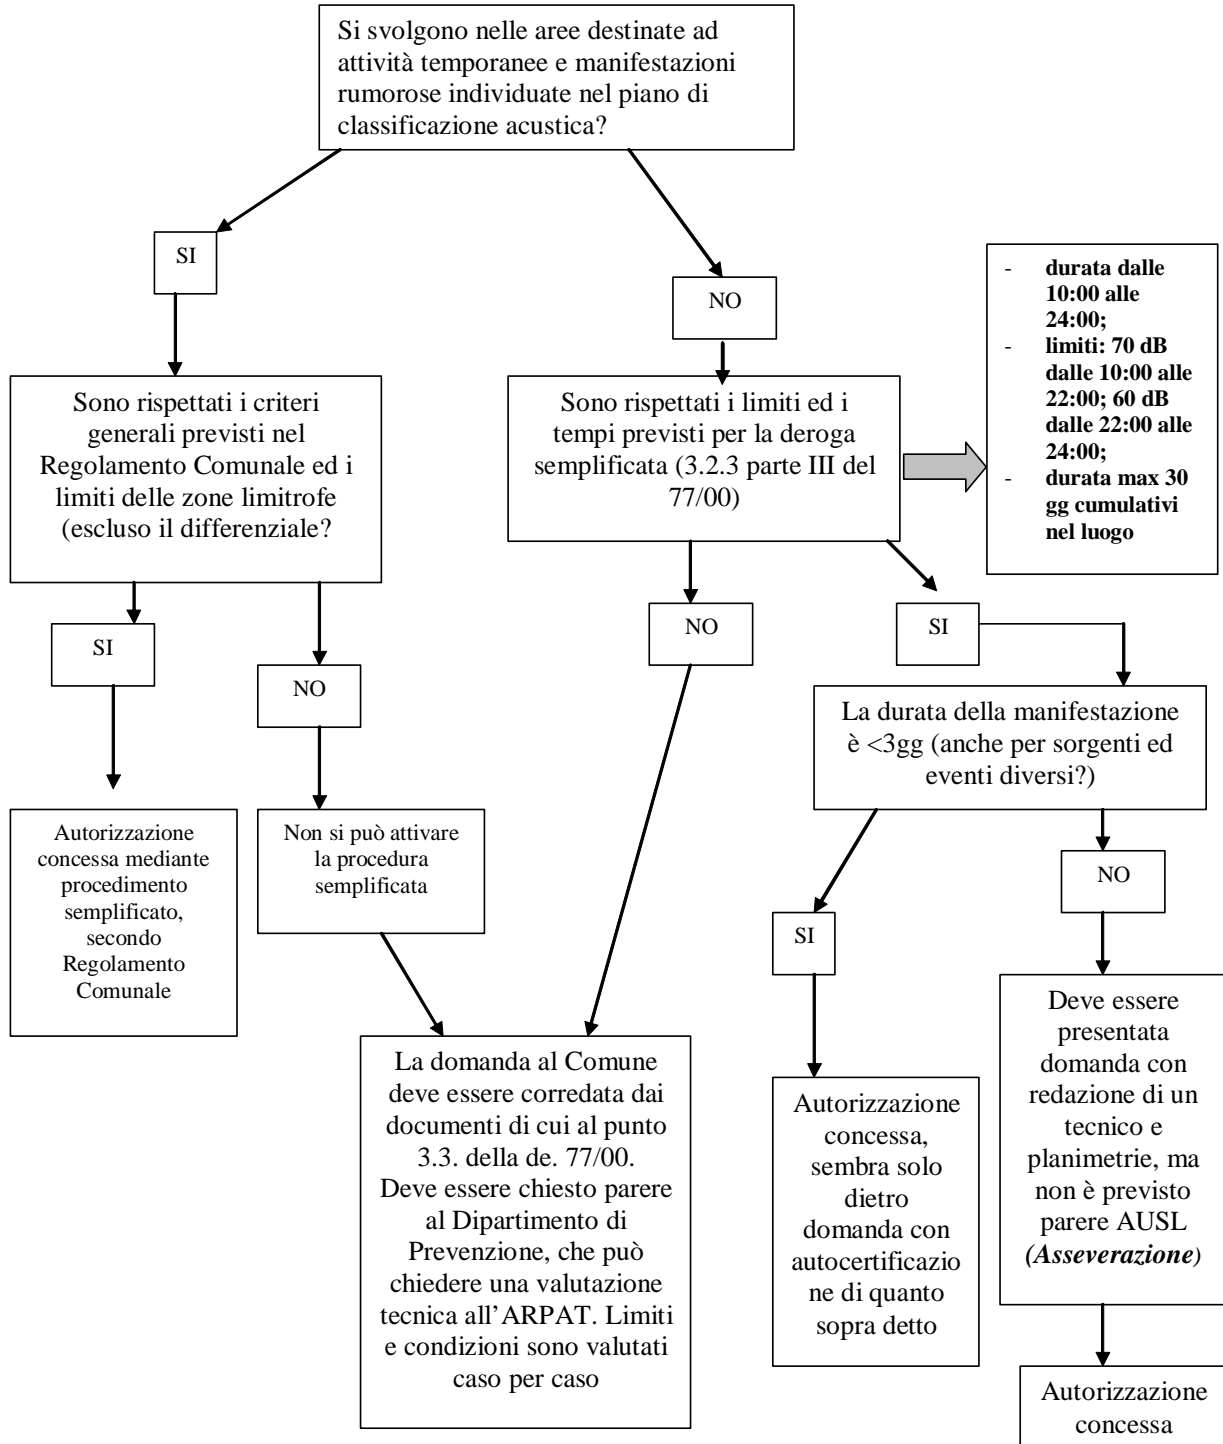 Si svolgono nelle aree destinate ad
attività temporanee e manifestazioni
rumorose individuate nel piano di
classificazione acustica?
SI
NO
- durata dalle
10:00 alle
24:00;
- limiti: 70 dB
dalle 10:00 alle
22:00; 60 dB
dalle 22:00 alle
24:00;
- durata max 30
gg cumulativi
nel luogo
Sono rispettati i criteri
generali previsti nel
Regolamento Comunale ed i
limiti delle zone limitrofe
(escluso il differenziale?
Sono rispettati i limiti ed i
tempi previsti per la deroga
semplificata (3.2.3 parte III del
77/00)
SI
NO
NO
SI
La durata della manifestazione
è <3gg (anche per sorgenti ed
eventi diversi?)
Autorizzazione
concessa mediante
procedimento
semplificato,
secondo
Regolamento
Comunale
Non si può attivare
la procedura
semplificata
SI
NO
La domanda al Comune
deve essere corredata dai
documenti di cui al punto
3.3. della de. 77/00.
Deve essere chiesto parere
al Dipartimento di
Prevenzione, che può
chiedere una valutazione
tecnica all'ARPAT. Limiti
e condizioni sono valutati
caso per caso
Autorizzazione
concessa,
sembra solo
dietro
domanda con
autocertificazio
ne di quanto
sopra detto
Deve essere
presentata
domanda con
redazione di un
tecnico e
planimetrie, ma
non è previsto
parere AUSL
(Asseverazione)
Autorizzazione
concessa